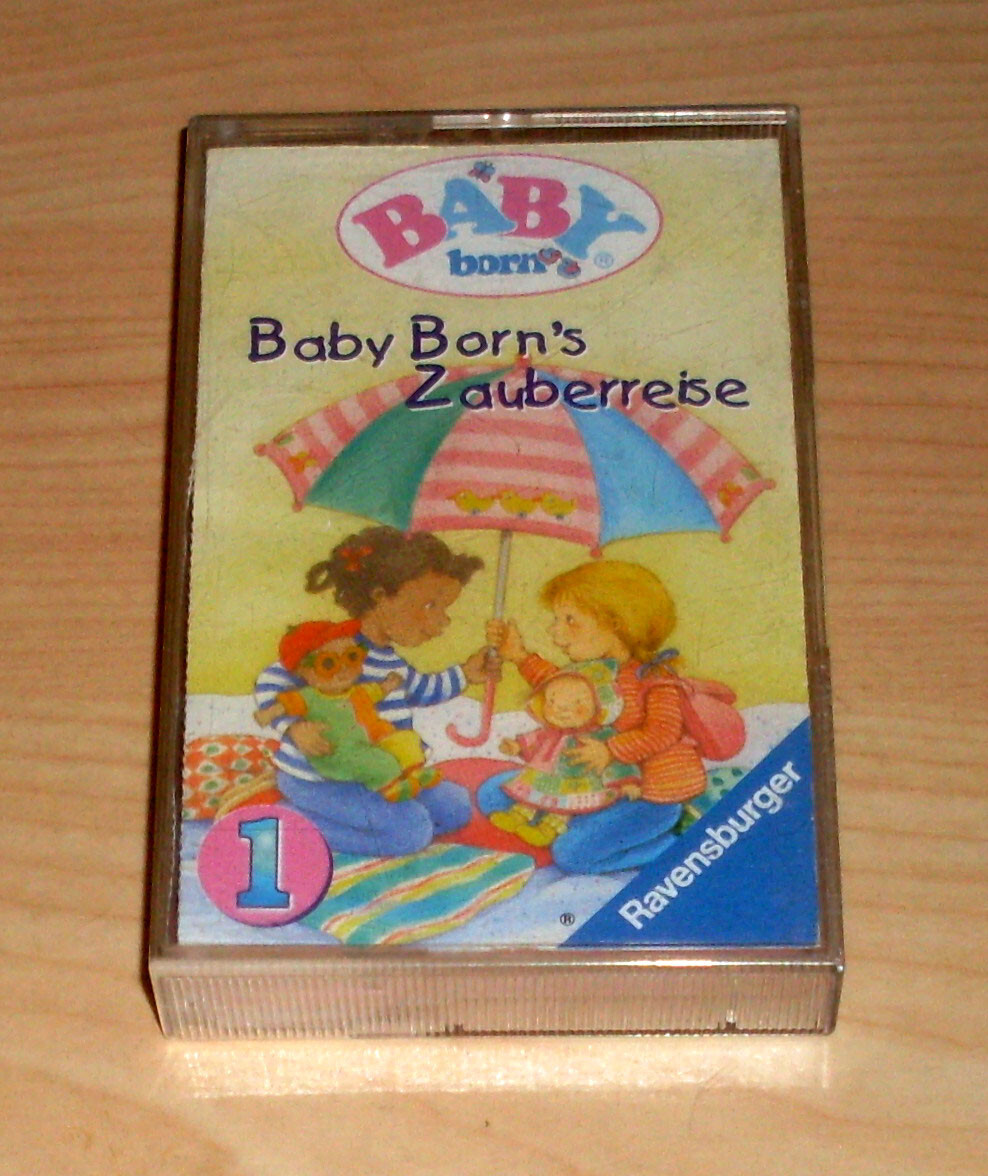 BABY
born®
Baby Born's
Zauberreise
1
®
Ravensburger